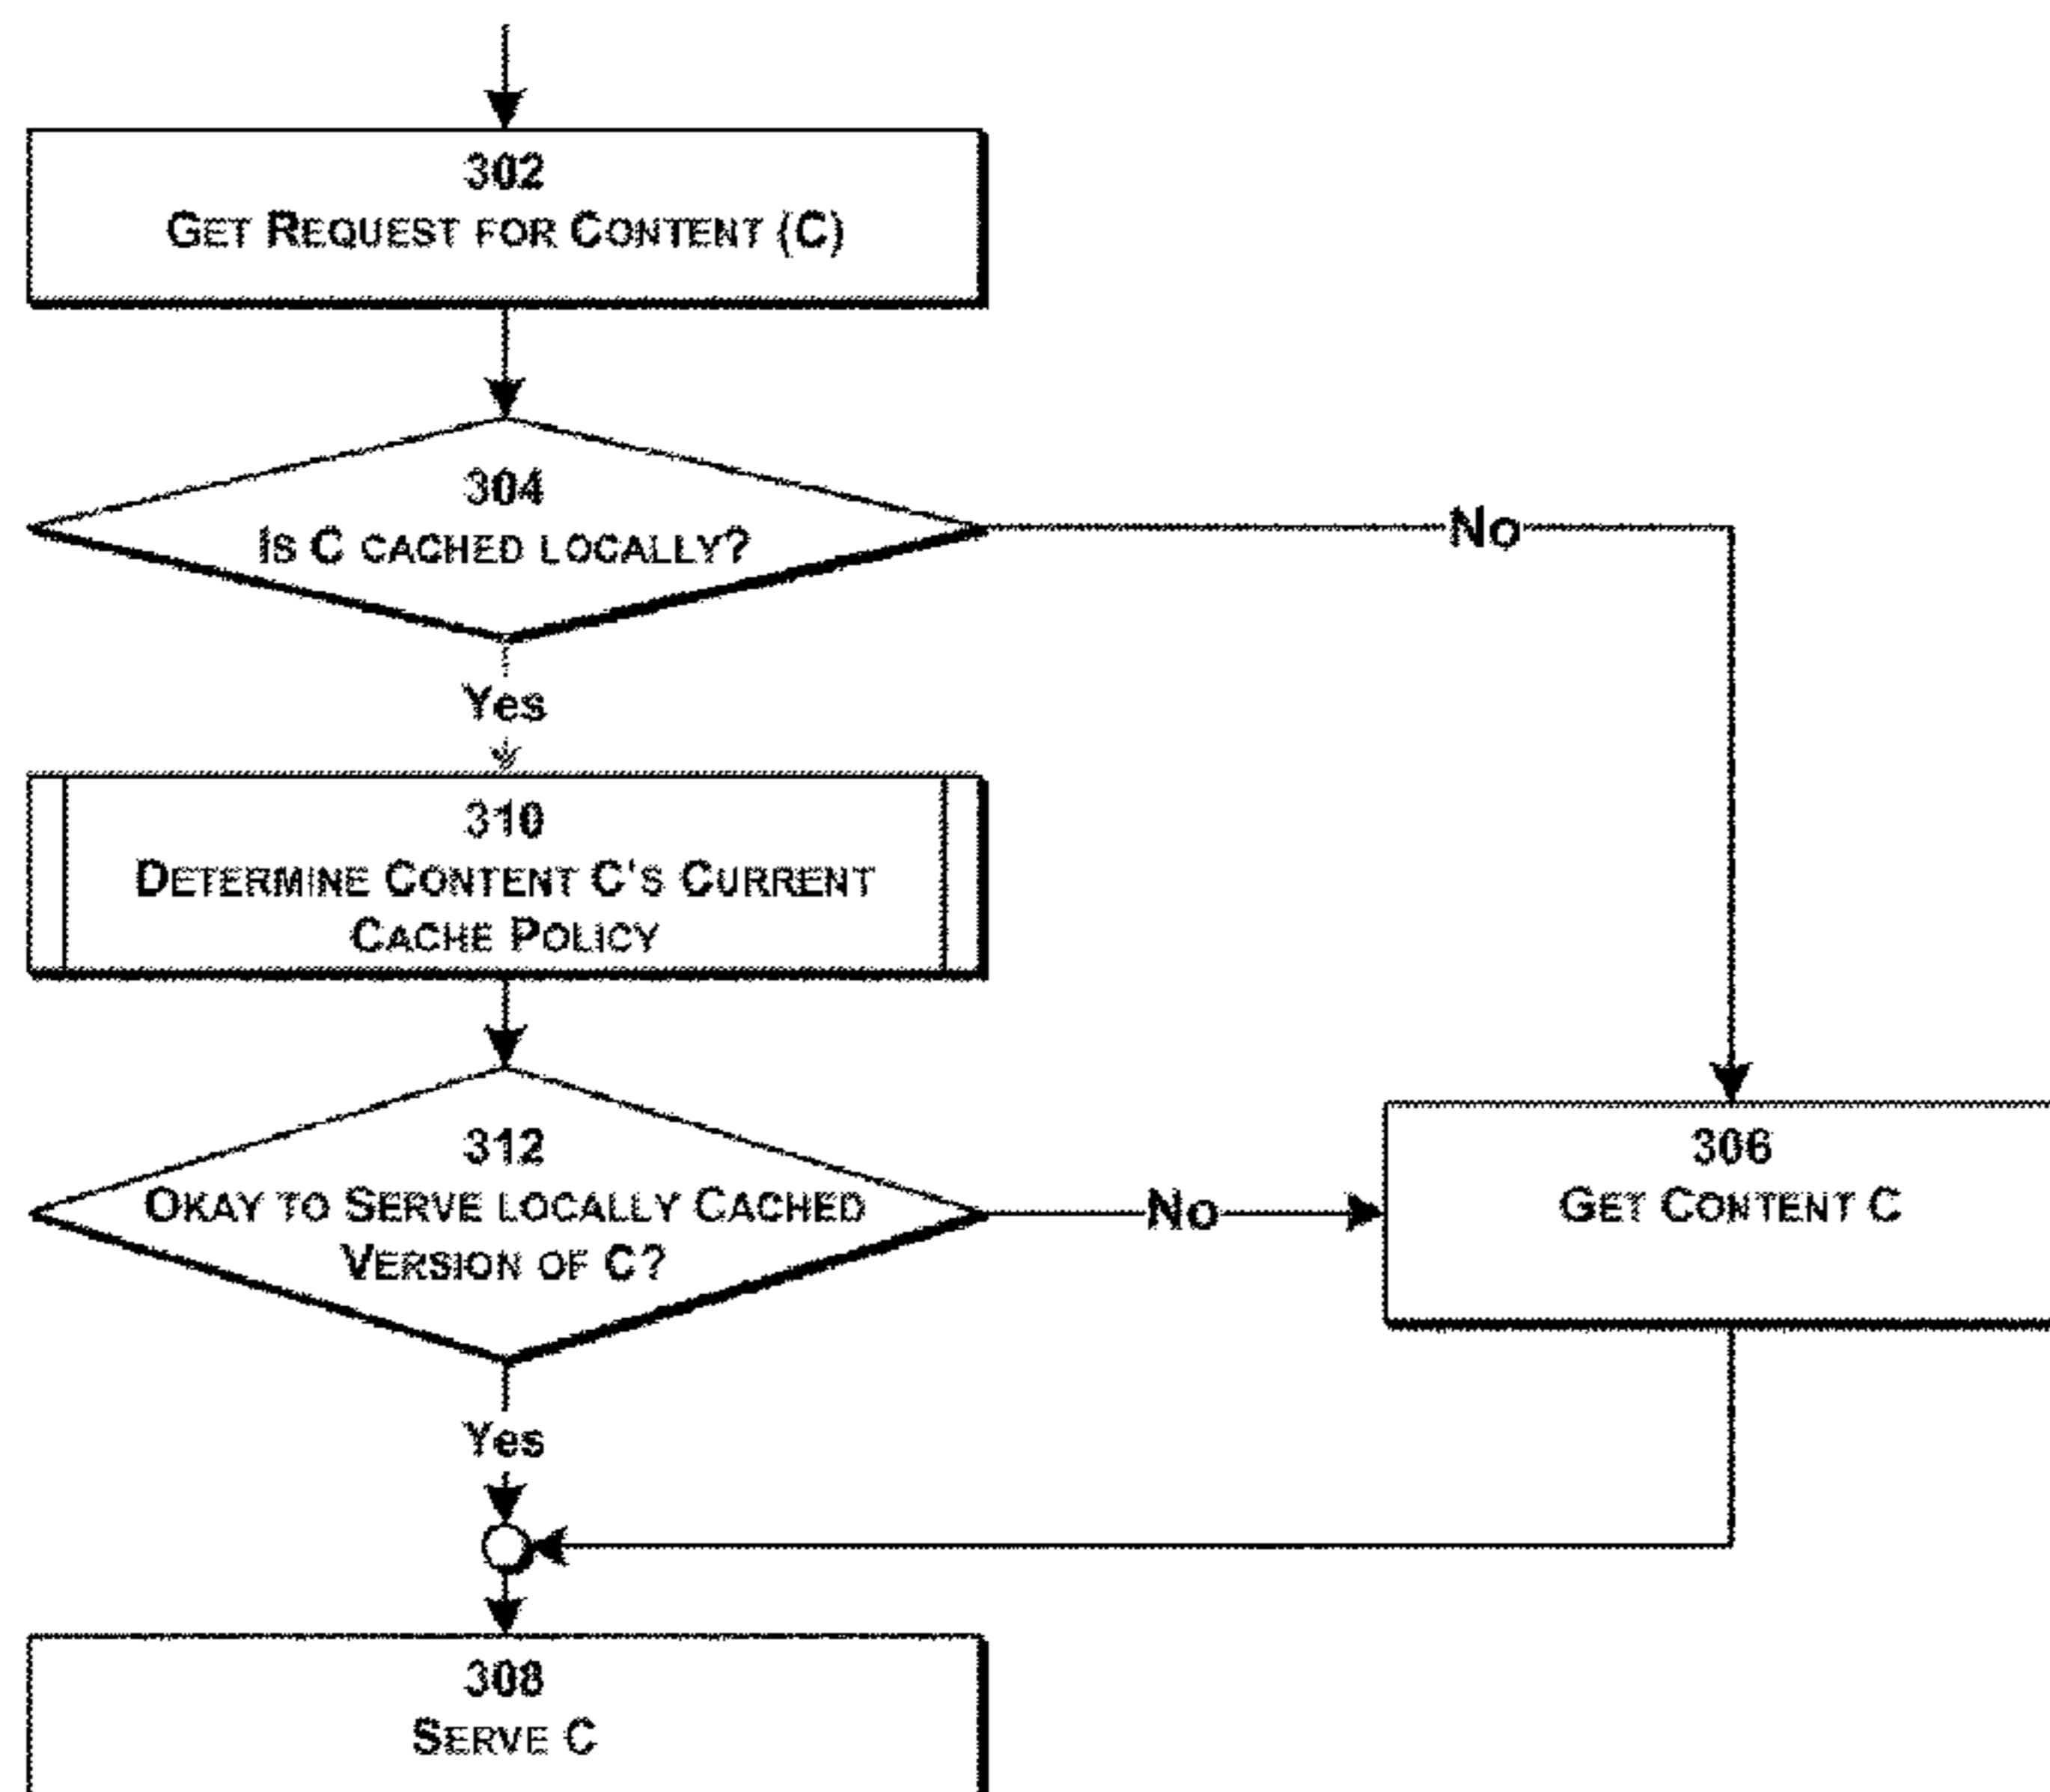 302
GET REQUEST FOR CONTENT (C)
304
IS C CACHED LOCALLY?
No
Yes
310
DETERMINE CONTENT C'S CURRENT
CACHE POLICY
312
OKAY TO SERVE LOCALLY CACHED
VERSION OF C?
No
306
GET CONTENT C
Yes
308
SERVE C